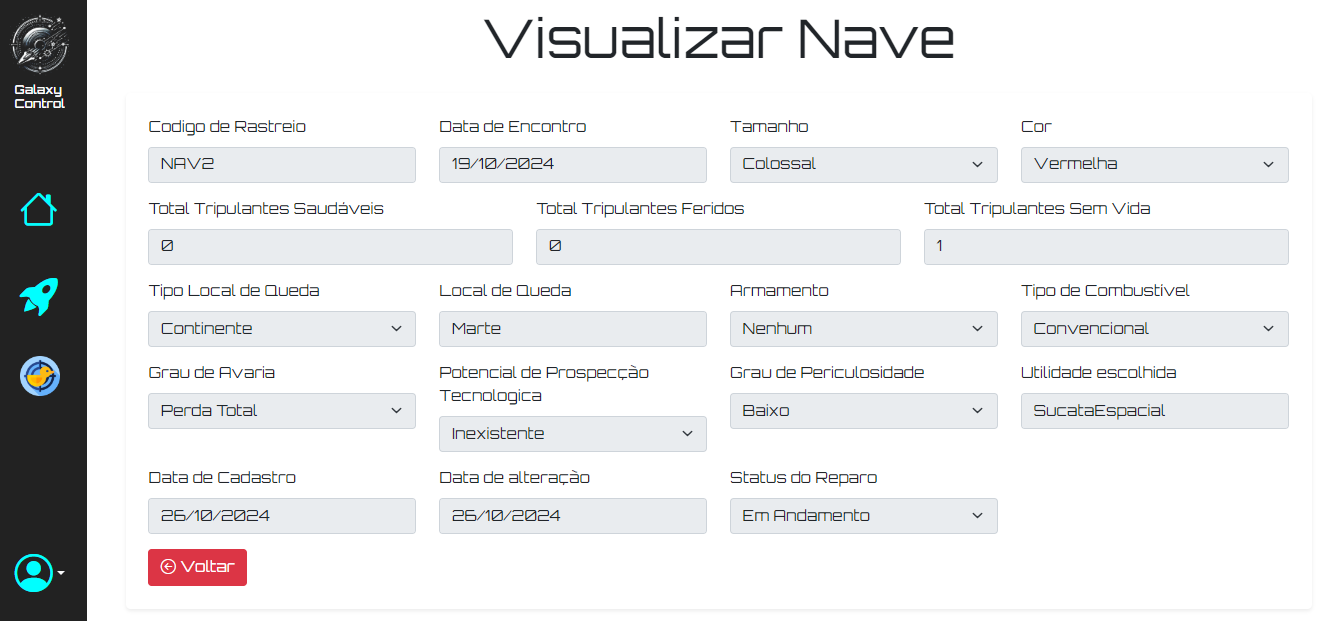 Galaxy
Control
Visualizar Nave
Codigo de Rastreio
NAV2
Data de Encontro
19/10/2024
Tamanho
Colossal
Cor
Vermelha
Total Tripulantes Saudáveis
0
Total Tripulantes Feridos
0
Total Tripulantes Sem Vida
1
Tipo Local de Queda
Continente
Local de Queda
Marte
Armamento
Nenhum
Tipo de Combustivel
Convencional
Grau de Avaria
Perda Total
Potencial de Prospecção
Tecnologica
Inexistente
Grau de Periculosidade
Baixo
Utilidade escolhida
SucataEspacial
Data de Cadastro
26/10/2024
Data de alteração
26/10/2024
Status do Reparo
Em Andamento
Voltar